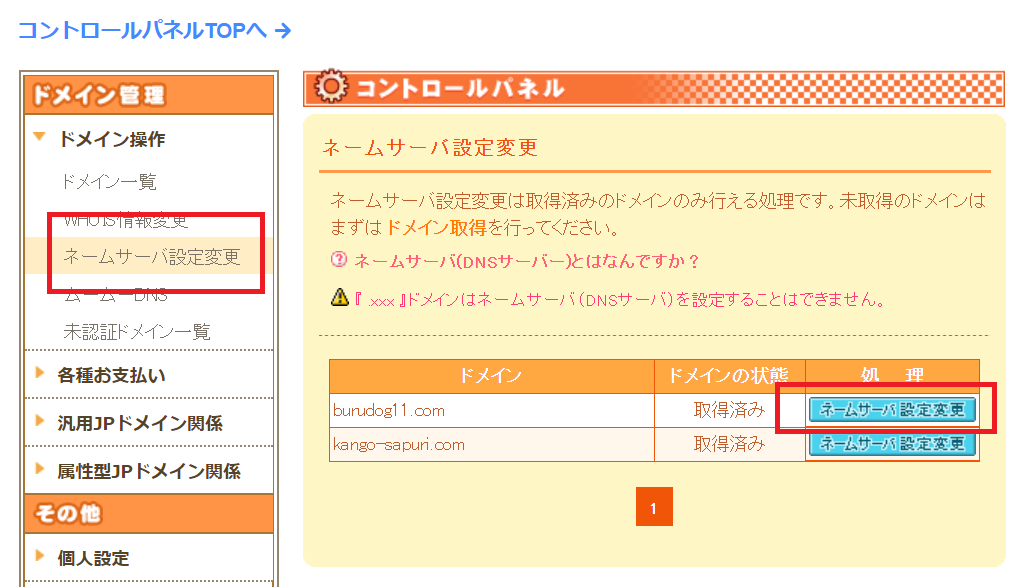 コントロールパネルTOPへ →
ドメイン管理
ドメイン操作
ドメイン一覧
WHOIS情報変更
ネームサーバ設定変更
ムームーDNS
未認証ドメイン一覧
各種お支払い
汎用JPドメイン関係
属性型JPドメイン関係
その他
個人設定
コントロールパネル
ネームサーバ設定変更
ネームサーバ設定変更は取得済みのドメインのみ行える処理です。未取得のドメインは
まずは ドメイン取得を行ってください。
ネームサーバ(DNSサーバー)とはなんですか？
『 .xxx 』ドメインはネームサーバ（DNSサーバ）を設定することはできません。
ドメイン ドメインの状態 処　理
burudog11.com 取得済み ネームサーバ設定変更
kango-sapuri.com 取得済み ネームサーバ設定変更
1